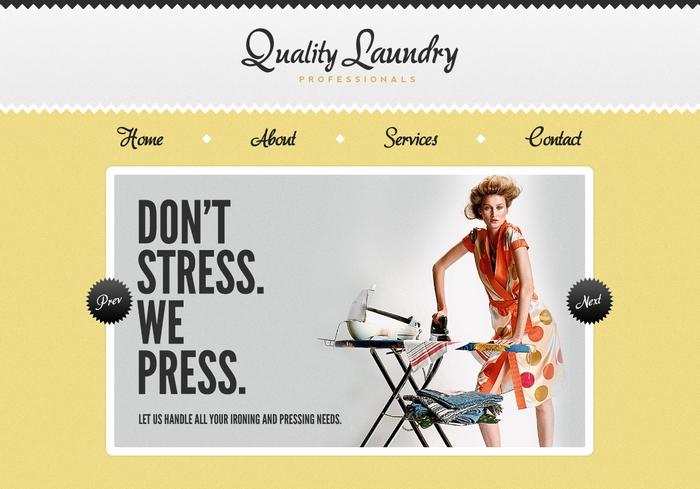 Quality Laundry
PROFESSIONALS
Home
About
Services
Contact
DON'T
STRESS.
WE
PRESS.
LET US HANDLE ALL YOUR IRONING AND PRESSING NEEDS.
Prev
Next